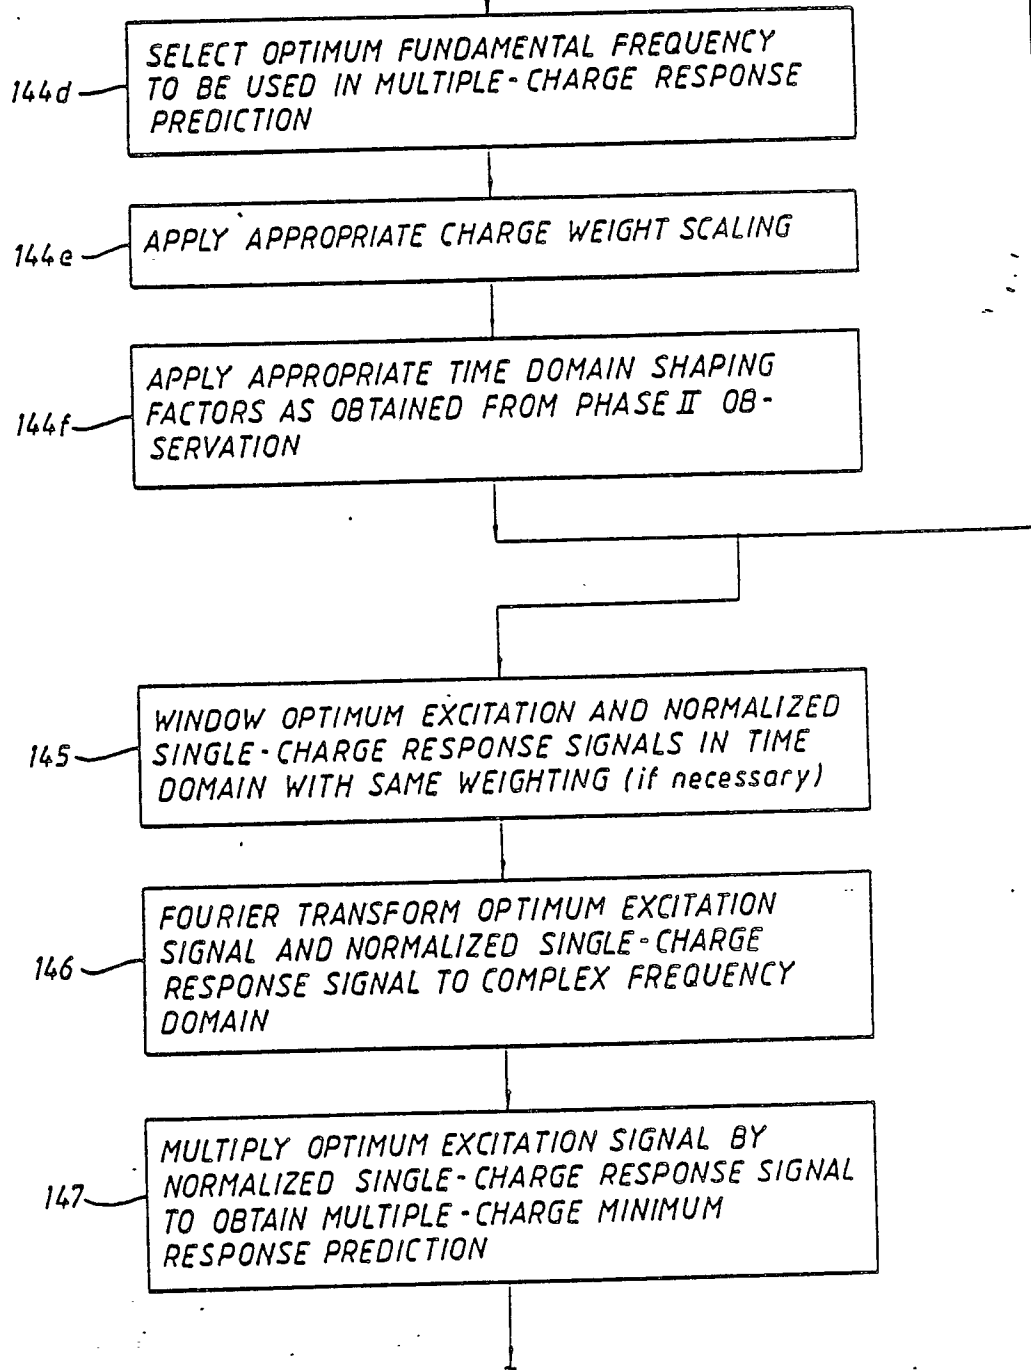 144d
SELECT OPTIMUM FUNDAMENTAL FREQUENCY
TO BE USED IN MULTIPLE-CHARGE RESPONSE
PREDICTION
144e
APPLY APPROPRIATE CHARGE WEIGHT SCALING
144f
APPLY APPROPRIATE TIME DOMAIN SHAPING
FACTORS AS OBTAINED FROM PHASE II OB-
SERVATION
145
WINDOW OPTIMUM EXCITATION AND NORMALIZED
SINGLE-CHARGE RESPONSE SIGNALS IN TIME
DOMAIN WITH SAME WEIGHTING (if necessary)
146
FOURIER TRANSFORM OPTIMUM EXCITATION
SIGNAL AND NORMALIZED SINGLE-CHARGE
RESPONSE SIGNAL TO COMPLEX FREQUENCY
DOMAIN
147
MULTIPLY OPTIMUM EXCITATION SIGNAL BY
NORMALIZED SINGLE-CHARGE RESPONSE SIGNAL
TO OBTAIN MULTIPLE-CHARGE MINIMUM
RESPONSE PREDICTION